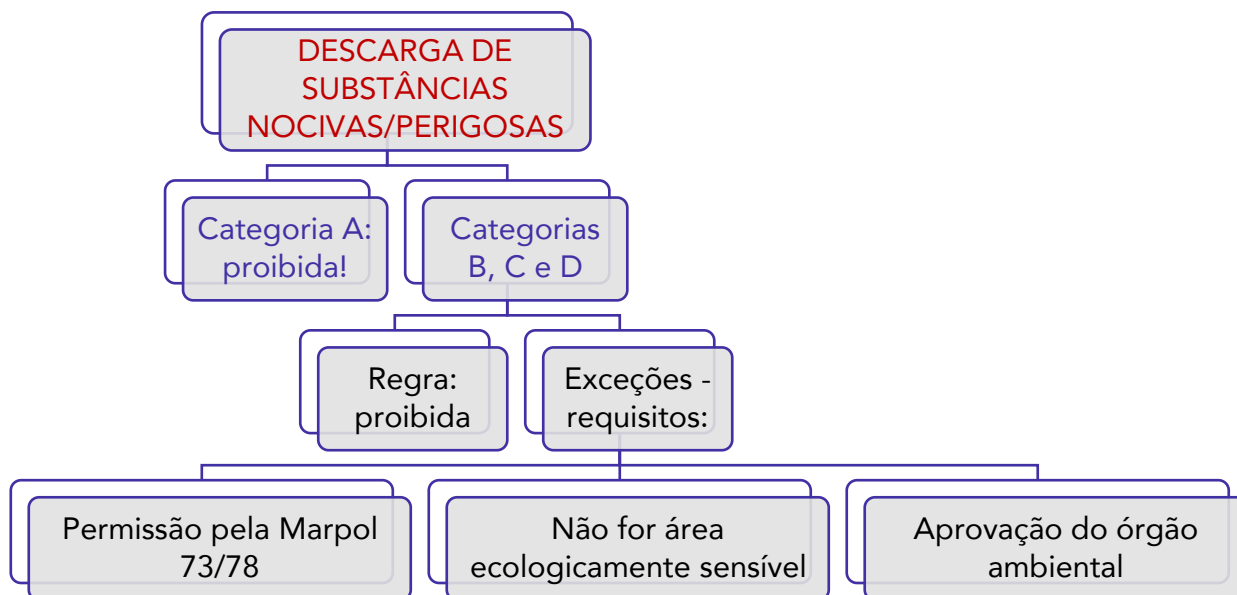 DESCARGA DE
SUBSTÂNCIAS
NOCIVAS/PERIGOSAS
Categoria A:
proibida!
Categorias
B, C e D
Regra:
proibida
Exceções -
requisitos:
Permissão pela Marpol
73/78
Não for área
ecologicamente sensível
Aprovação do órgão
ambiental